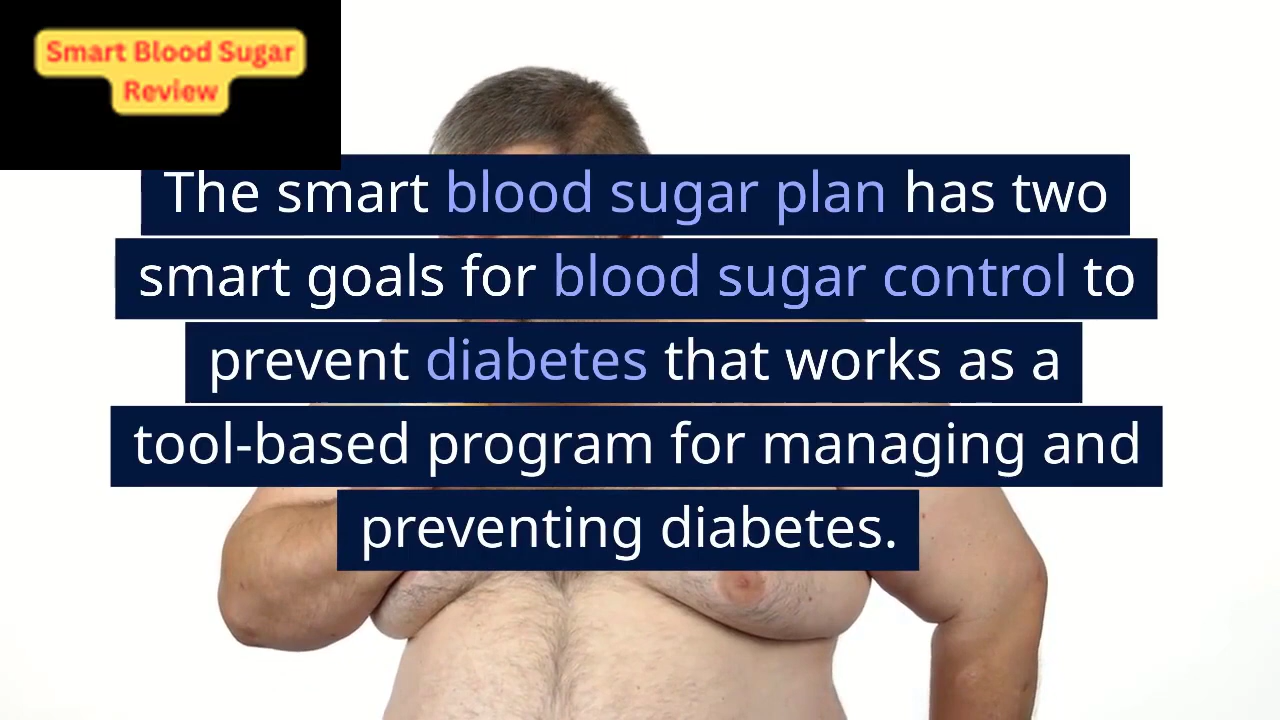 Smart Blood Sugar
Review
The smart blood sugar plan has two
smart goals for blood sugar control to
prevent diabetes that works as a
tool-based program for managing and
preventing diabetes.